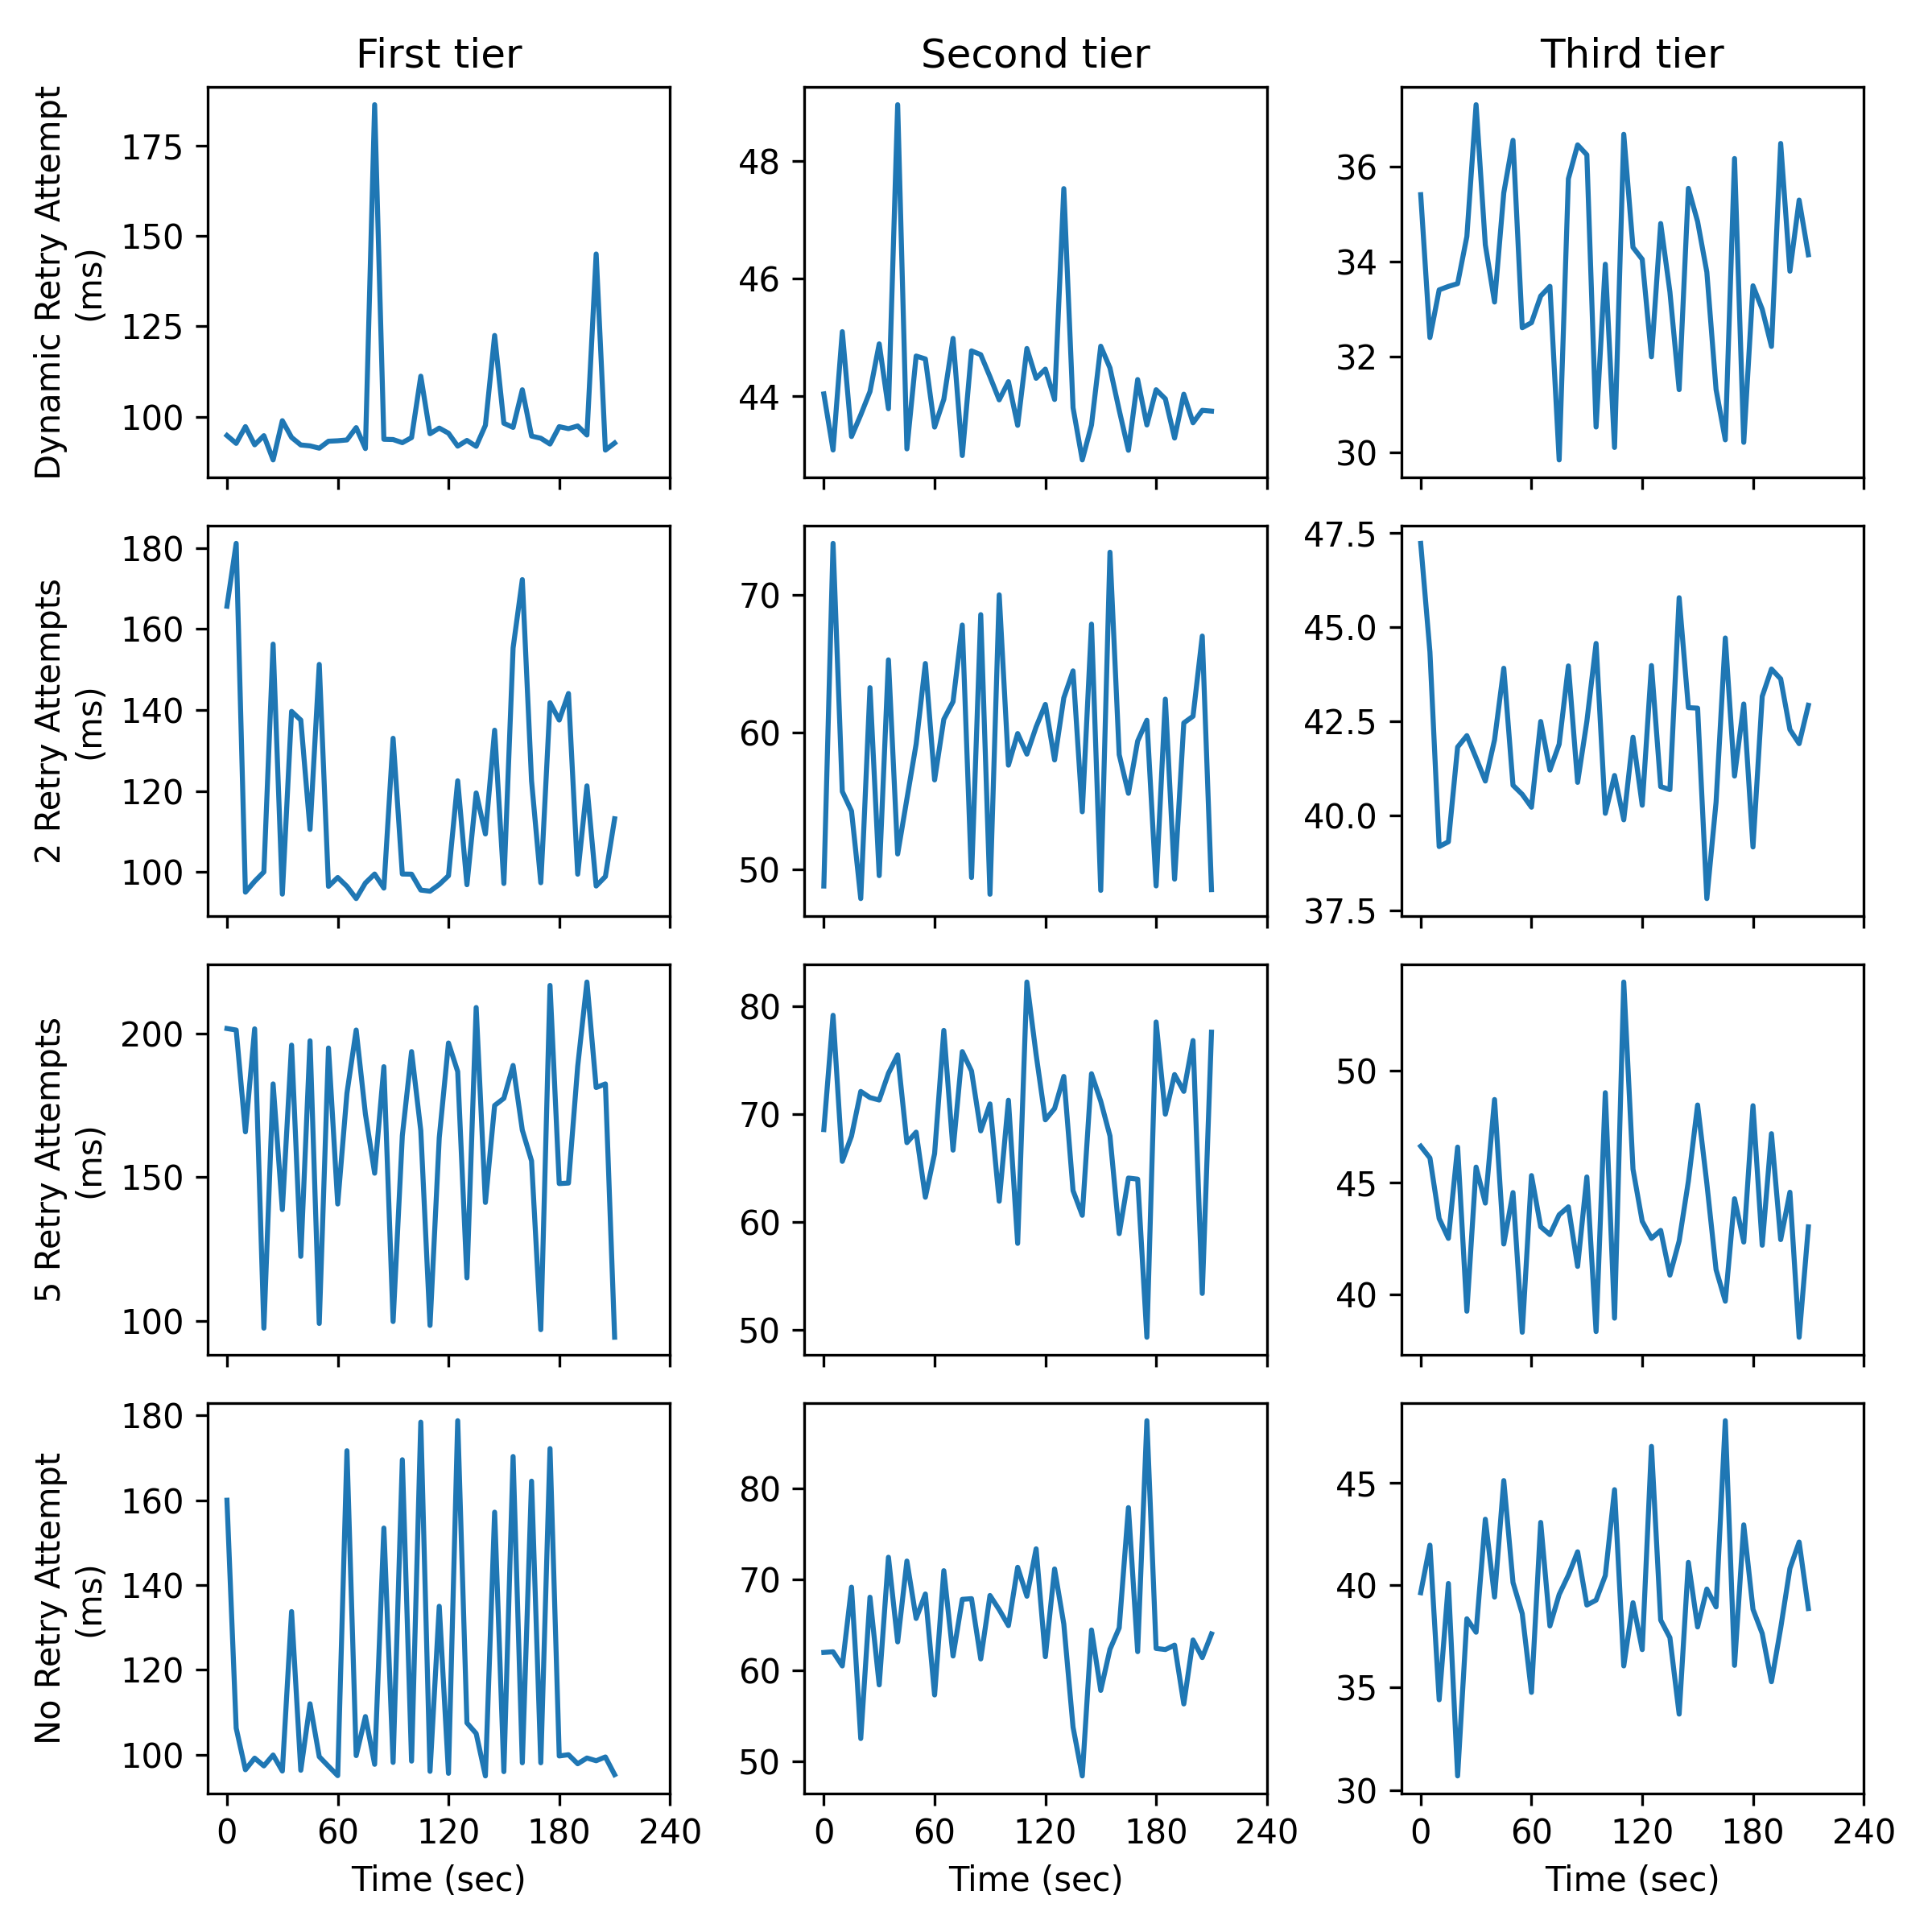 First tier
Second tier
Third tier
Dynamic Retry Attempt
(ms)
175
150
125
100
48
46
44
36
34
32
30
2 Retry Attempts
(ms)
180
160
140
120
100
70
60
50
47.5
45.0
42.5
40.0
37.5
5 Retry Attempts
(ms)
200
150
100
80
70
60
50
50
45
40
No Retry Attempt
(ms)
180
160
140
120
100
80
70
60
50
45
40
35
30
0 60 120 180 240
0 60 120 180 240
0 60 120 180 240
Time (sec)
Time (sec)
Time (sec)